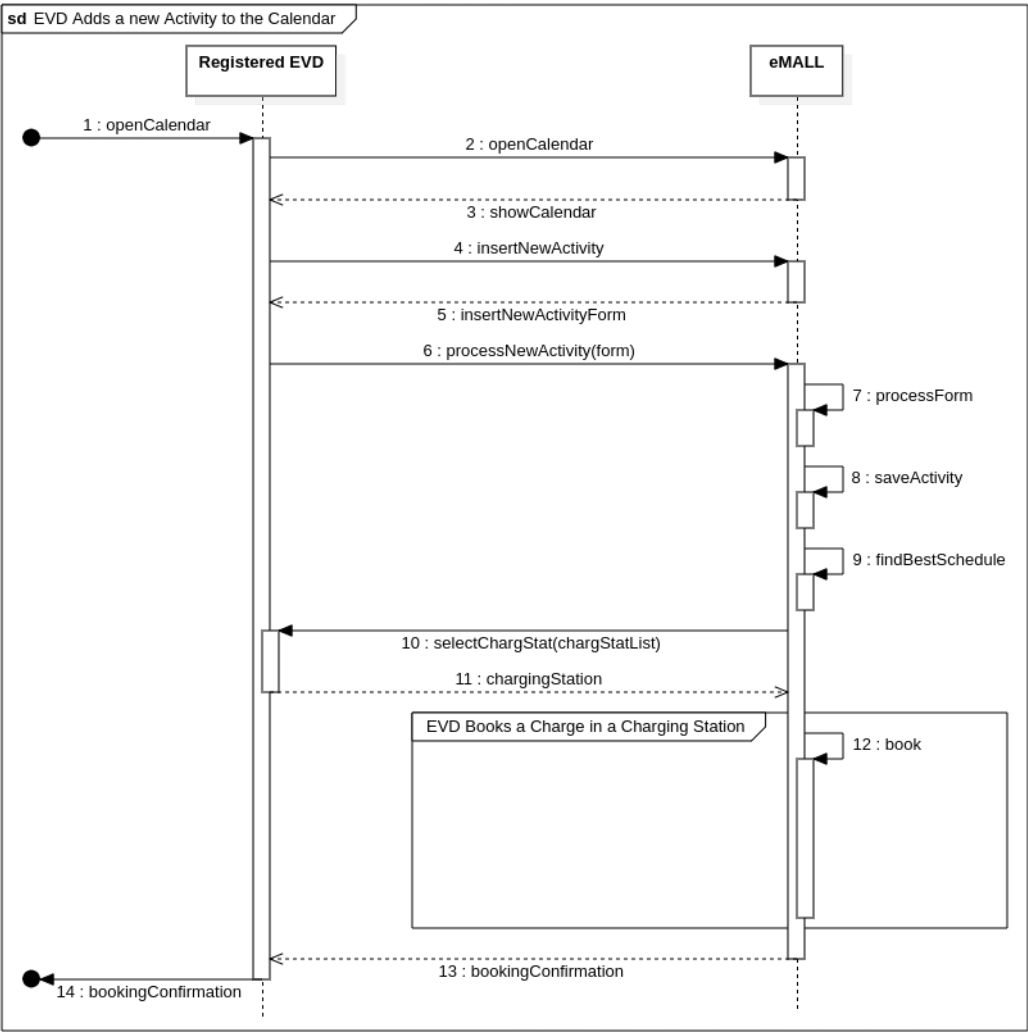 sd EVD Adds a new Activity to the Calendar
Registered EVD
eMALL
1 : openCalendar
2 : openCalendar
3 : showCalendar
4 : insertNewActivity
5 : insertNewActivityForm
6 : processNewActivity(form)
7 : processForm
8 : saveActivity
9 : findBestSchedule
10 : selectChargStat(chargStatList)
11 : chargingStation
EVD Books a Charge in a Charging Station
12 : book
13 : bookingConfirmation
14 : bookingConfirmation